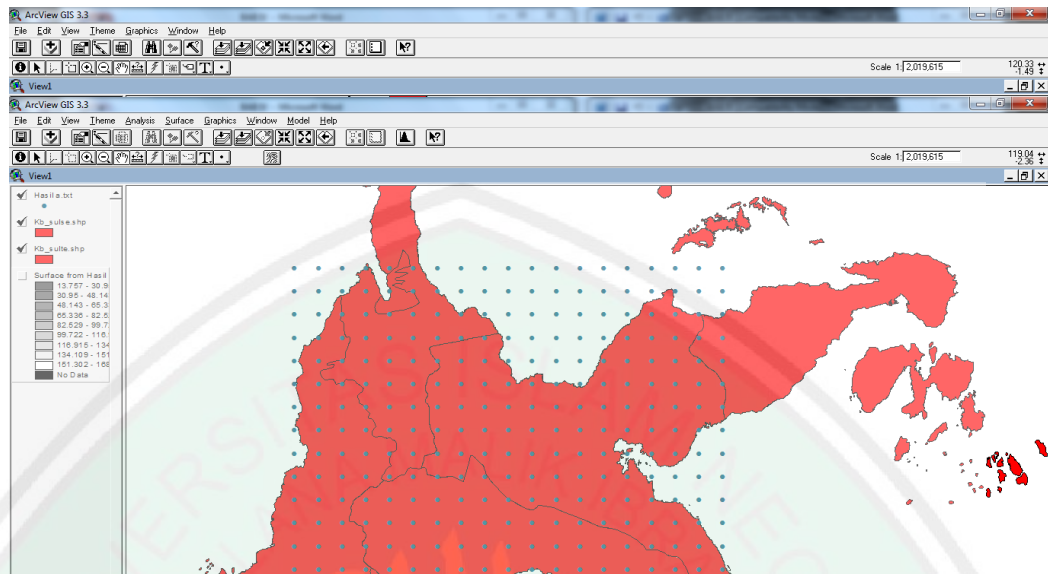 ArcView GIS 3.3
File Edit View Theme Graphics Window Help
Scale 1: 2,019,615
120.33
-1.49
View1
ArcView GIS 3.3
File Edit View Theme Analysis Surface Graphics Window Model Help
Scale 1: 2,019,615
119.04
-2.36
View1
Hasila.txt
Kb_sulse.shp
Kb_sulte.shp
Surface from Hasil
13.757 - 30.9
30.95 - 48.14
48.143 - 65.3
65.336 - 82.5
82.529 - 99.7
99.722 - 116.
116.915 - 134
134.109 - 151
151.302 - 168
No Data